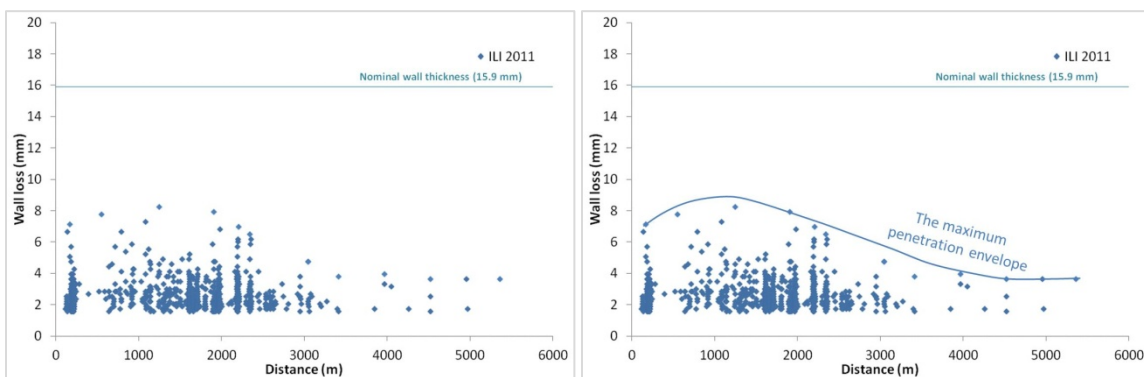 20
18
16
14
12
10
8
6
4
2
0
Wall loss (mm)
ILI 2011
Nominal wall thickness (15.9 mm)
0 1000 2000 3000 4000 5000 6000
Distance (m)
20
18
16
14
12
10
8
6
4
2
0
Wall loss (mm)
ILI 2011
Nominal wall thickness (15.9 mm)
The maximum
penetration envelope
0 1000 2000 3000 4000 5000 6000
Distance (m)